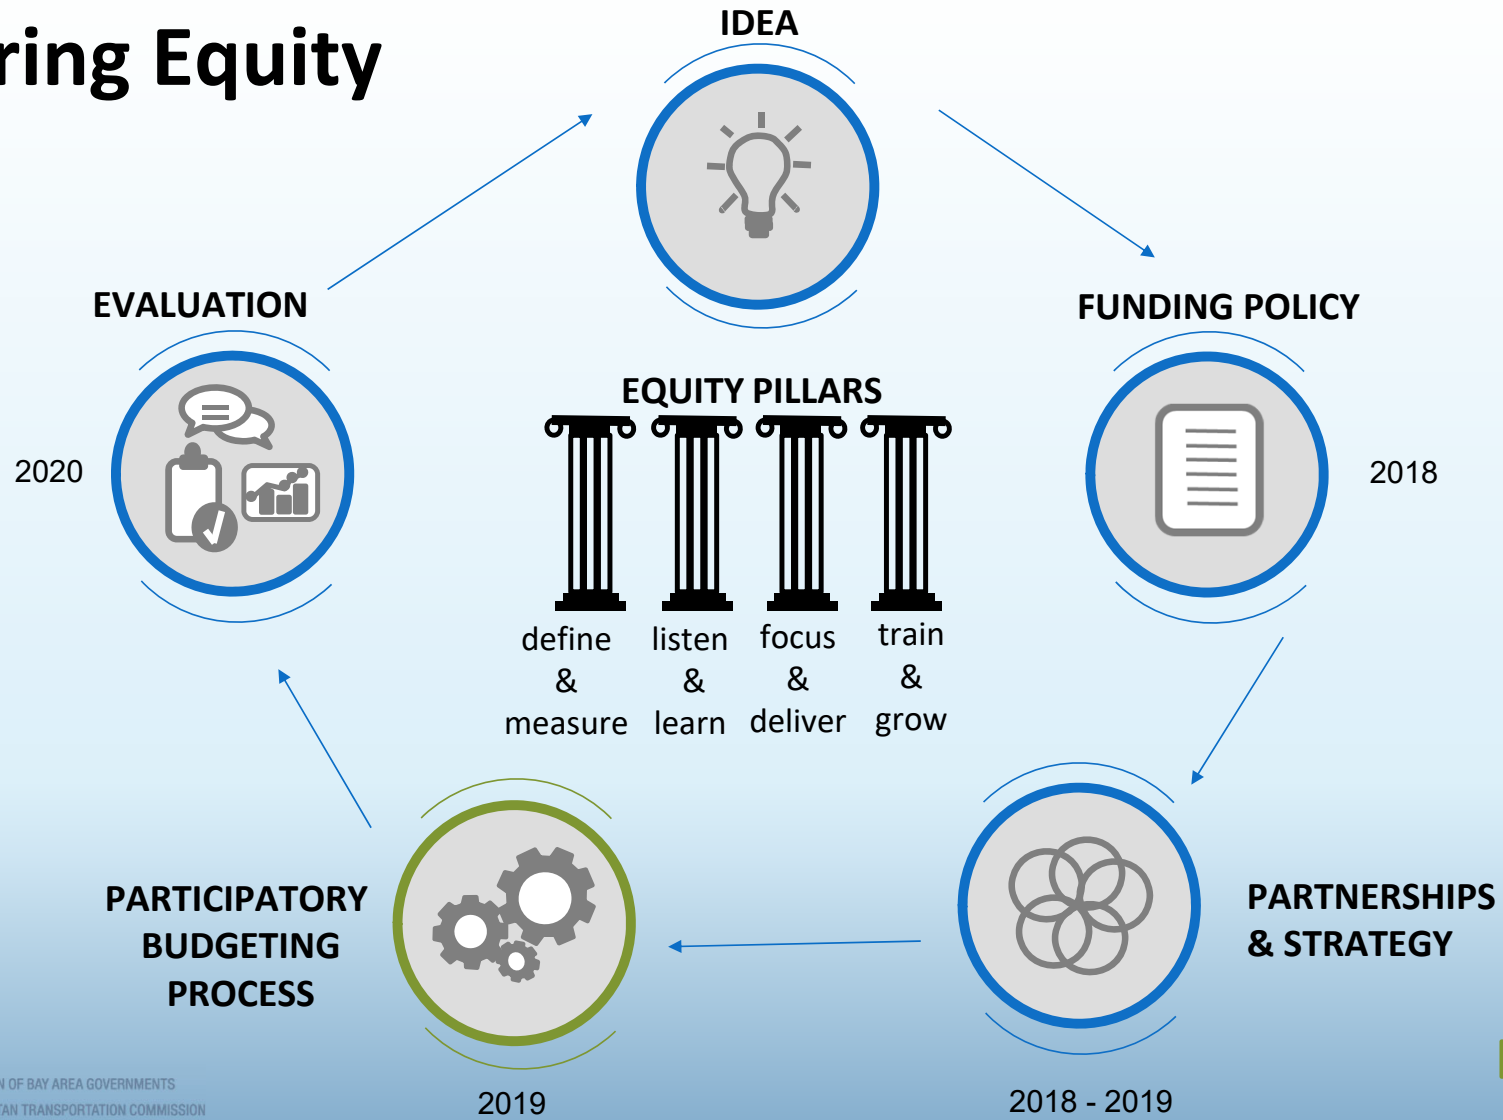 ring Equity
IDEA
EVALUATION
FUNDING POLICY
EQUITY PILLARS
2020
2018
define
&
measure
listen
&
learn
focus
&
deliver
train
&
grow
PARTICIPATORY
BUDGETING
PROCESS
PARTNERSHIPS
& STRATEGY
2019
2018 - 2019
N OF BAY AREA GOVERNMENTS
TAN TRANSPORTATION COMMISSION